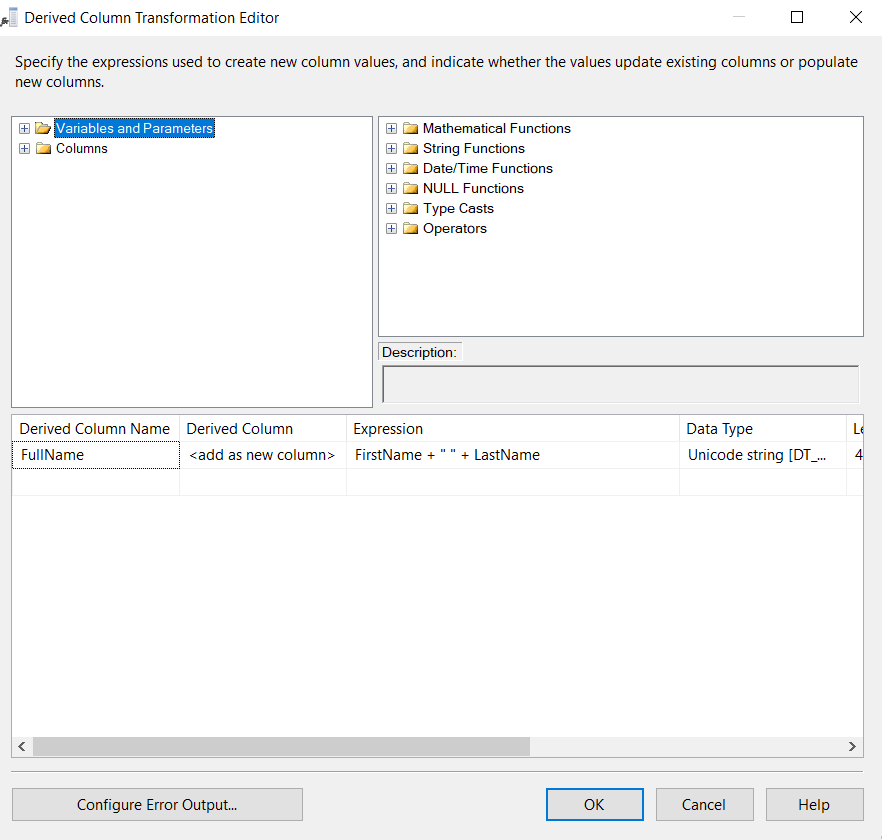 Derived Column Transformation Editor
Specify the expressions used to create new column values, and indicate whether the values update existing columns or populate
new columns.
Variables and Parameters
Columns
Mathematical Functions
String Functions
Date/Time Functions
NULL Functions
Type Casts
Operators
Description:
Derived Column Name Derived Column Expression Data Type Le
FullName <add as new column> FirstName + " " + LastName Unicode string [DT_... 4
Configure Error Output... OK Cancel Help